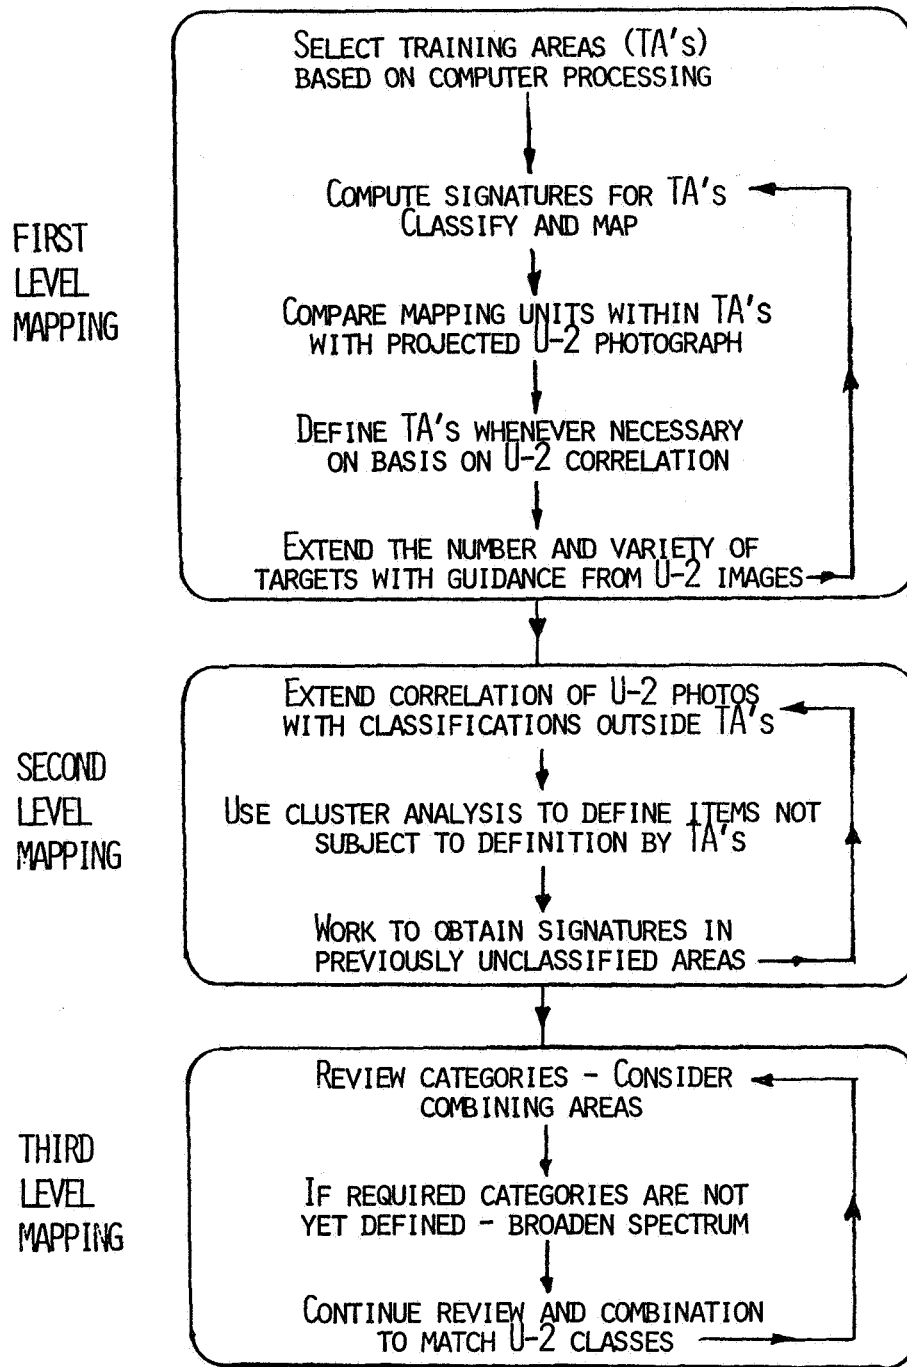 SELECT TRAINING AREAS (TA'S)
BASED ON COMPUTER PROCESSING
COMPUTE SIGNATURES FOR TA'S
CLASSIFY AND MAP
FIRST
LEVEL
MAPPING
COMPARE MAPPING UNITS WITHIN TA'S
WITH PROJECTED U-2 PHOTOGRAPH
DEFINE TA'S WHENEVER NECESSARY
ON BASIS ON U-2 CORRELATION
EXTEND THE NUMBER AND VARIETY OF
TARGETS WITH GUIDANCE FROM U-2 IMAGES
EXTEND CORRELATION OF U-2 PHOTOS
WITH CLASSIFICATIONS OUTSIDE TA'S
SECOND
LEVEL
MAPPING
USE CLUSTER ANALYSIS TO DEFINE ITEMS NOT
SUBJECT TO DEFINITION BY TA'S
WORK TO OBTAIN SIGNATURES IN
PREVIOUSLY UNCLASSIFIED AREAS
REVIEW CATEGORIES - CONSIDER
COMBINING AREAS
THIRD
LEVEL
MAPPING
IF REQUIRED CATEGORIES ARE NOT
YET DEFINED - BROADEN SPECTRUM
CONTINUE REVIEW AND COMBINATION
TO MATCH U-2 CLASSES